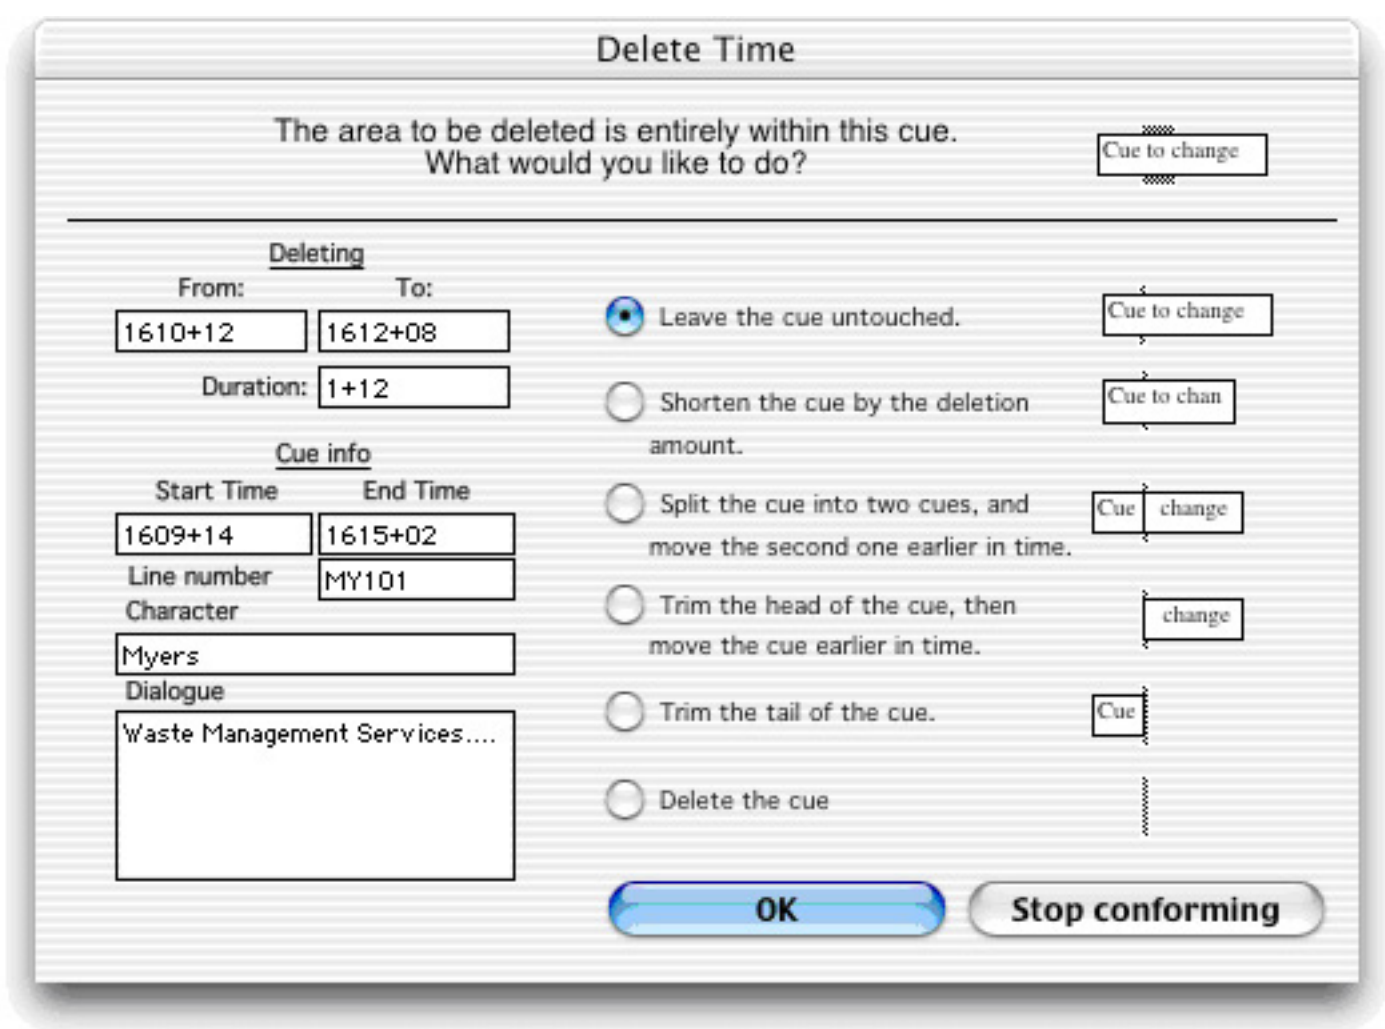 Delete Time
The area to be deleted is entirely within this cue.
What would you like to do?
Cue to change
Deleting
From: To:
1610+12 1612+08
Duration: 1+12
Cue info
Start Time End Time
1609+14 1615+02
Line number MY101
Character
Myers
Dialogue
Waste Management Services....
Leave the cue untouched. Cue to change
Shorten the cue by the deletion Cue to chan
amount.
Split the cue into two cues, and Cue change
move the second one earlier in time.
Trim the head of the cue, then change
move the cue earlier in time.
Trim the tail of the cue. Cue
Delete the cue
OK Stop conforming